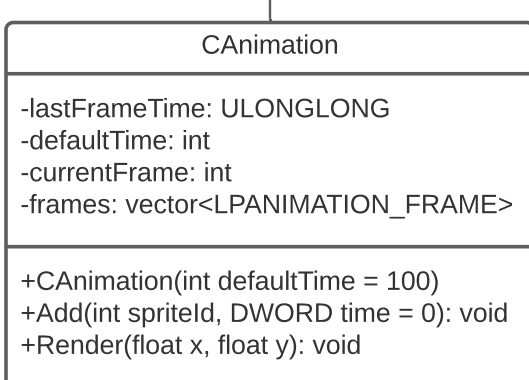 CAnimation
-lastFrameTime: ULONGLONG
-defaultTime: int
-currentFrame: int
-frames: vector<LPANIMATION_FRAME>
+CAnimation(int defaultTime = 100)
+Add(int spriteId, DWORD time = 0): void
+Render(float x, float y): void